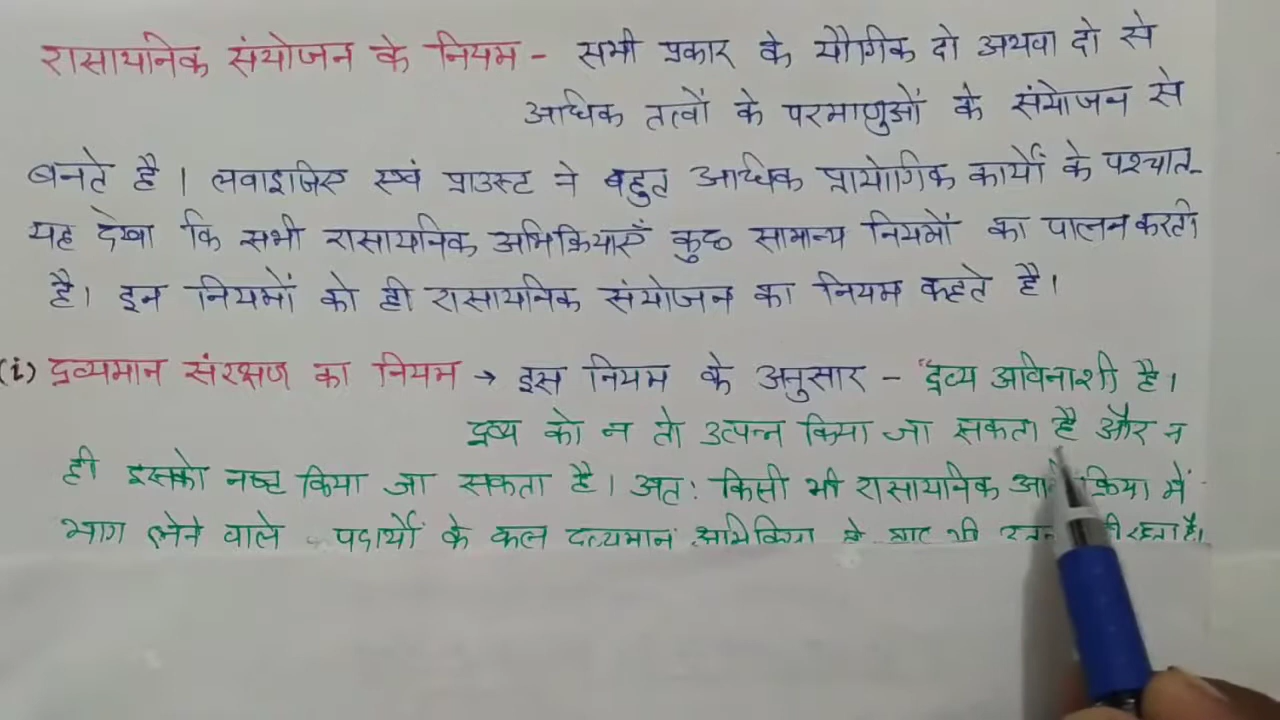 रासायनिक संयोजन के नियम - सभी प्रकार के यौगिक दो अथवा दो से
अधिक तत्वों के परमाणुओं के संयोजन से
बनते है । लवाइजिए एवं प्राउस्ट ने बहुत अधिक प्रायोगिक कार्यों के पश्चात
यह देखा कि सभी रासायनिक अभिक्रियाएँ कुछ सामान्य नियमों का पालन करती
है। इन नियमों को ही रासायनिक संयोजन का नियम कहते है।
(i) द्रव्यमान संरक्षण का नियम → इस नियम के अनुसार - "द्रव्य अविनाशी है।
द्रव्य को न तो उत्पन्न किया जा सकता है और न
ही इसको नष्ट किया जा सकता है। अतः किसी भी रासायनिक में
भाग लेने वाले पदार्थों के कुल द्रव्यमान अभिक्रिया के बाद भी रहता है।